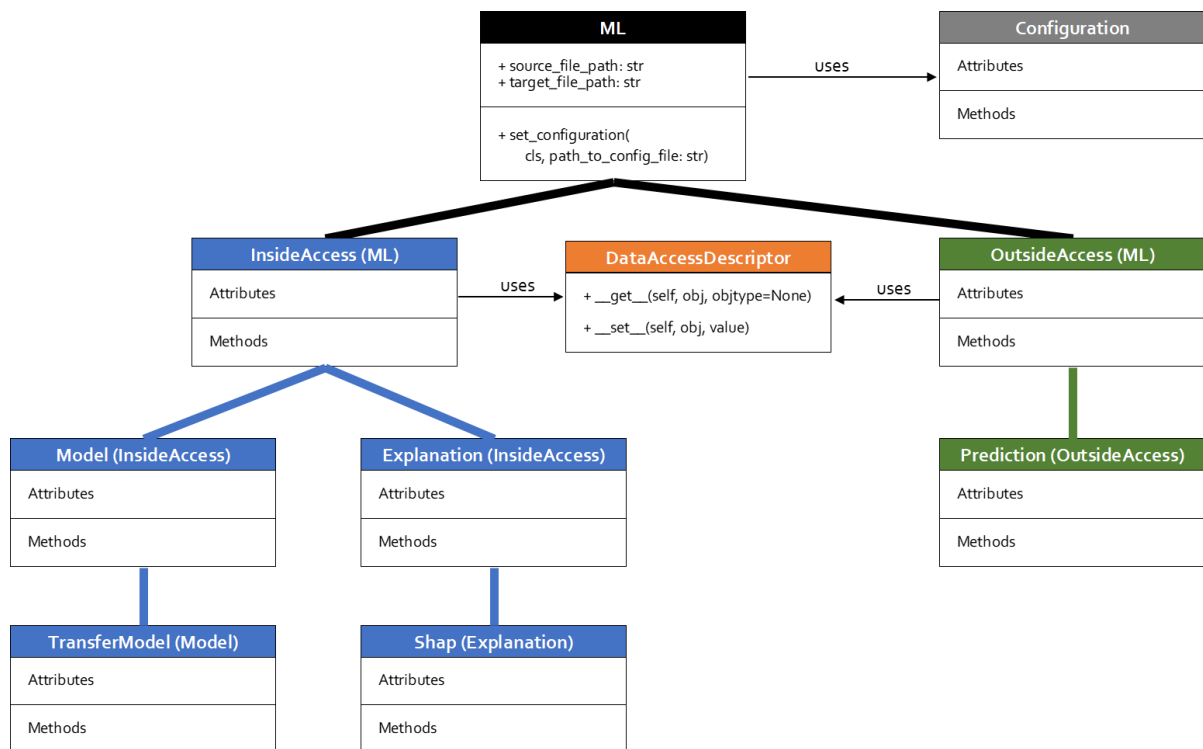 ML
+ source_file_path: str
+ target_file_path: str
+ set_configuration(
cls, path_to_config_file: str)
uses
Configuration
Attributes
Methods
InsideAccess (ML)
Attributes
Methods
uses
DataAccessDescriptor
+ __get__(self, obj, objtype=None)
+ __set__(self, obj, value)
uses
OutsideAccess (ML)
Attributes
Methods
Model (InsideAccess)
Attributes
Methods
Explanation (InsideAccess)
Attributes
Methods
Prediction (OutsideAccess)
Attributes
Methods
TransferModel (Model)
Attributes
Methods
Shap (Explanation)
Attributes
Methods